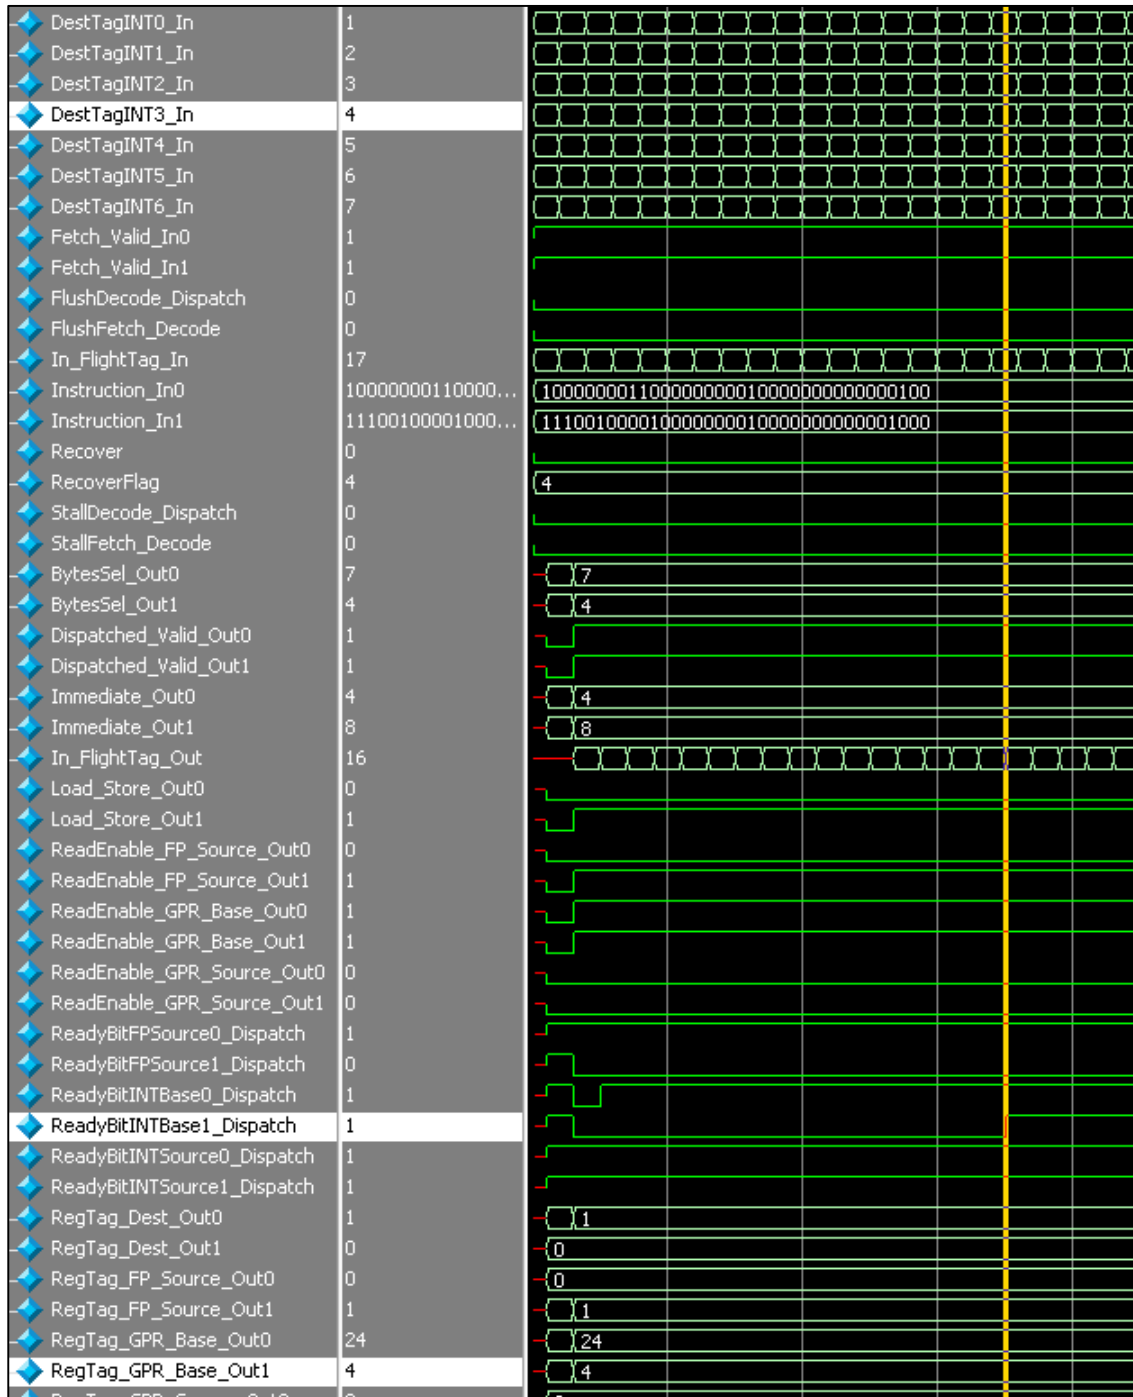 DestTagINT0_In 1
DestTagINT1_In 2
DestTagINT2_In 3
DestTagINT3_In 4
DestTagINT4_In 5
DestTagINT5_In 6
DestTagINT6_In 7
Fetch_Valid_In0 1
Fetch_Valid_In1 1
FlushDecode_Dispatch 0
FlushFetch_Decode 0
In_FlightTag_In 17
Instruction_In0 10000000110000... 10000000011000000000010000000000000100
Instruction_In1 11100100001000... 11100100001000000001000000000001000
Recover 0
RecoverFlag 4 4
StallDecode_Dispatch 0
StallFetch_Decode 0
BytesSel_Out0 7 7
BytesSel_Out1 4 4
Dispatched_Valid_Out0 1
Dispatched_Valid_Out1 1
Immediate_Out0 4 4
Immediate_Out1 8 8
In_FlightTag_Out 16
Load_Store_Out0 0
Load_Store_Out1 1
ReadEnable_FP_Source_Out0 0
ReadEnable_FP_Source_Out1 1
ReadEnable_GPR_Base_Out0 1
ReadEnable_GPR_Base_Out1 1
ReadEnable_GPR_Source_Out0 0
ReadEnable_GPR_Source_Out1 0
ReadyBitFPSource0_Dispatch 1
ReadyBitFPSource1_Dispatch 0
ReadyBitINTBase0_Dispatch 1
ReadyBitINTBase1_Dispatch 1
ReadyBitINTSource0_Dispatch 1
ReadyBitINTSource1_Dispatch 1
RegTag_Dest_Out0 1 1
RegTag_Dest_Out1 0 0
RegTag_FP_Source_Out0 0 0
RegTag_FP_Source_Out1 1 1
RegTag_GPR_Base_Out0 24 24
RegTag_GPR_Base_Out1 4 4